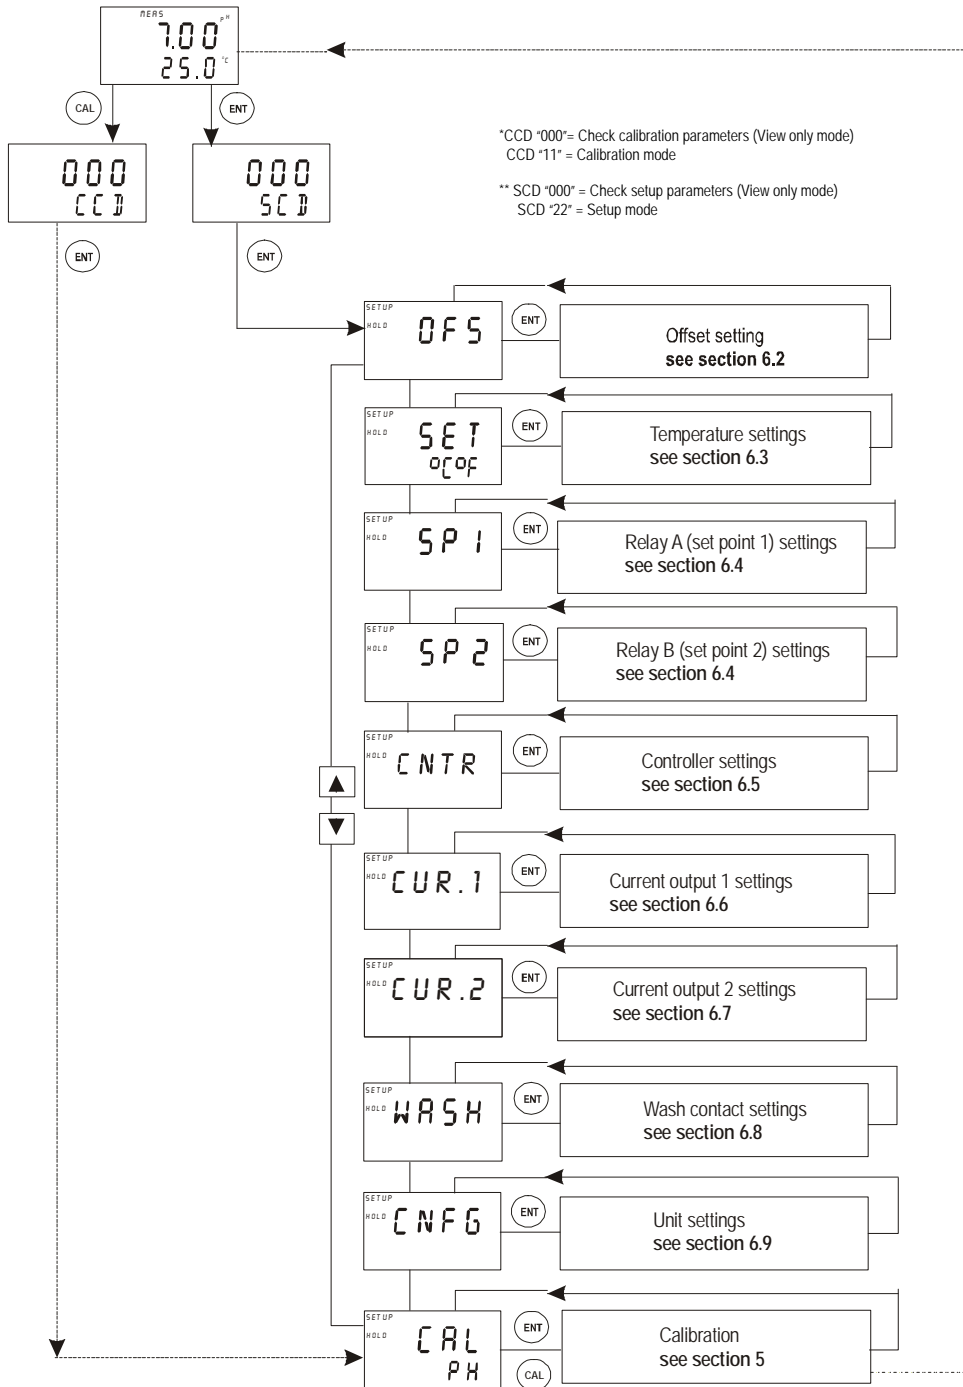 MEAS
7.00 pH
25.0 °C
CAL
ENT
000
CCD
000
SCD
ENT
ENT
*CCD "000"= Check calibration parameters (View only mode)
CCD "11" = Calibration mode
** SCD "000" = Check setup parameters (View only mode)
SCD "22" = Setup mode
SETUP
HOLD
OFS
ENT
Offset setting
see section 6.2
SETUP
HOLD
SET
°C°F
ENT
Temperature settings
see section 6.3
SETUP
HOLD
SP1
ENT
Relay A (set point 1) settings
see section 6.4
SETUP
HOLD
SP2
ENT
Relay B (set point 2) settings
see section 6.4
SETUP
HOLD
CNTR
ENT
Controller settings
see section 6.5
▲
▼
SETUP
HOLD
CUR.1
ENT
Current output 1 settings
see section 6.6
SETUP
HOLD
CUR.2
ENT
Current output 2 settings
see section 6.7
SETUP
HOLD
WASH
ENT
Wash contact settings
see section 6.8
SETUP
HOLD
CNFG
ENT
Unit settings
see section 6.9
SETUP
HOLD
CAL
PH
ENT
CAL
Calibration
see section 5